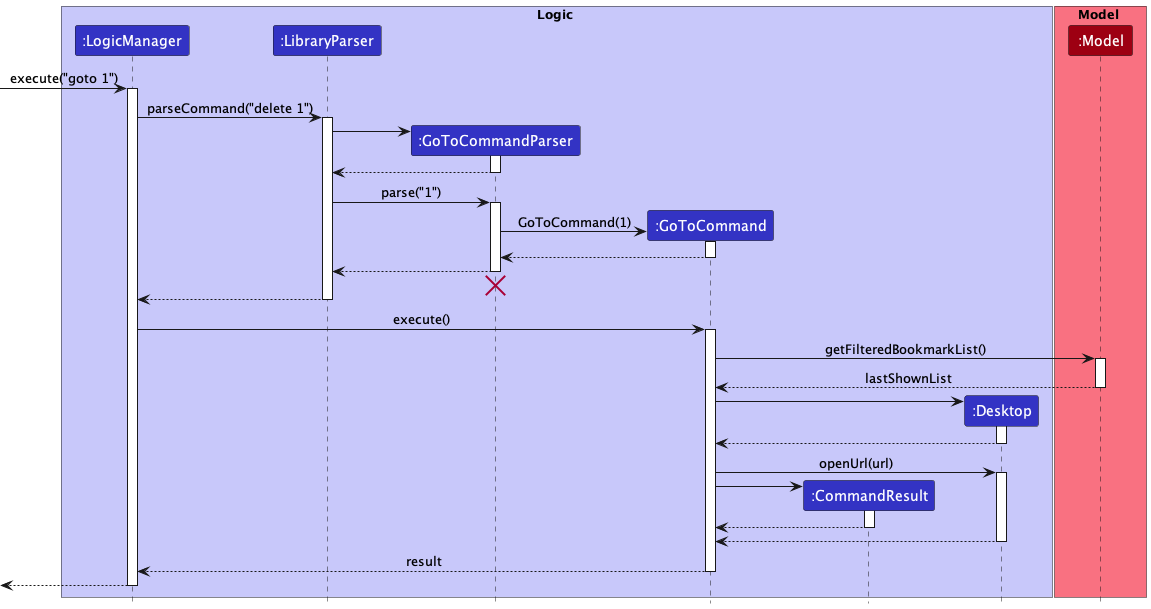 Logic
Model
:LogicManager
:LibraryParser
:Model
execute("goto 1")
parseCommand("delete 1")
:GoToCommandParser
parse("1")
GoToCommand(1)
:GoToCommand
execute()
getFilteredBookmarkList()
lastShownList
:Desktop
openUrl(url)
:CommandResult
result